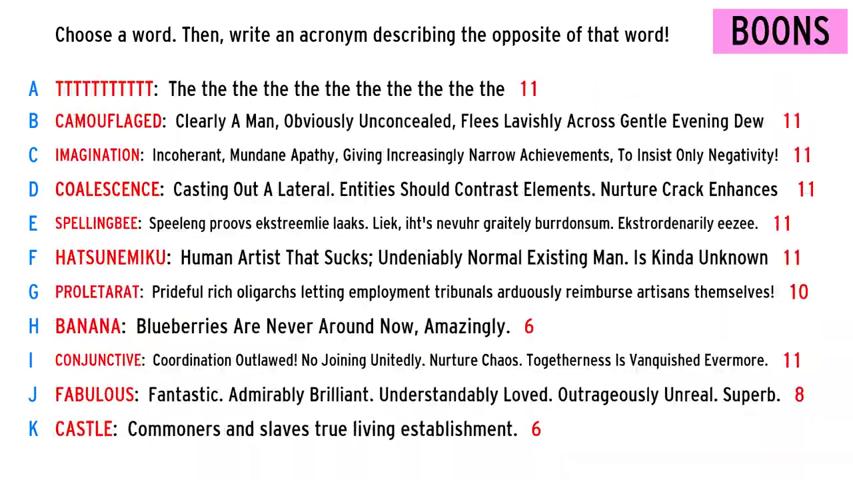 Choose a word. Then, write an acronym describing the opposite of that word!
BOONS
A TTTTTTTTTTT: The the the the the the the the the the the 11
B CAMOUFLAGED: Clearly A Man, Obviously Unconcealed, Flees Lavishly Across Gentle Evening Dew 11
C IMAGINATION: Incoherant, Mundane Apathy, Giving Increasingly Narrow Achievements, To Insist Only Negativity! 11
D COALESCENCE: Casting Out A Lateral. Entities Should Contrast Elements. Nurture Crack Enhances 11
E SPELLINGBEE: Speeleng proovs ekstreemlie laaks. Liek, iht's nevuhr graitely burrdonsum. Ekstrordenarily eezee. 11
F HATSUNEMIKU: Human Artist That Sucks; Undeniably Normal Existing Man. Is Kinda Unknown 11
G PROLETARAT: Prideful rich oligarchs letting employment tribunals arduously reimburse artisans themselves! 10
H BANANA: Blueberries Are Never Around Now, Amazingly. 6
I CONJUNCTIVE: Coordination Outlawed! No Joining Unitedly. Nurture Chaos. Togetherness Is Vanquished Evermore. 11
J FABULOUS: Fantastic. Admirably Brilliant. Understandably Loved. Outrageously Unreal. Superb. 8
K CASTLE: Commoners and slaves true living establishment. 6